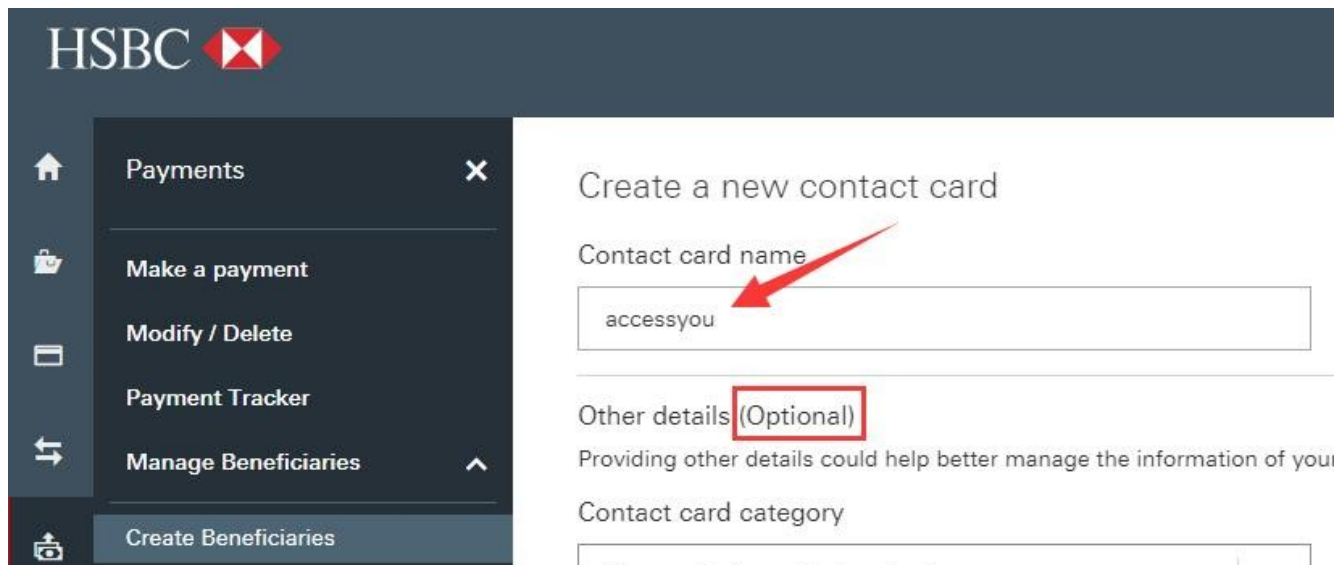 HSBC
Payments
Make a payment
Modify / Delete
Payment Tracker
Manage Beneficiaries
Create Beneficiaries
Create a new contact card
Contact card name
accessyou
Other details (Optional)
Providing other details could help better manage the information of your
Contact card category